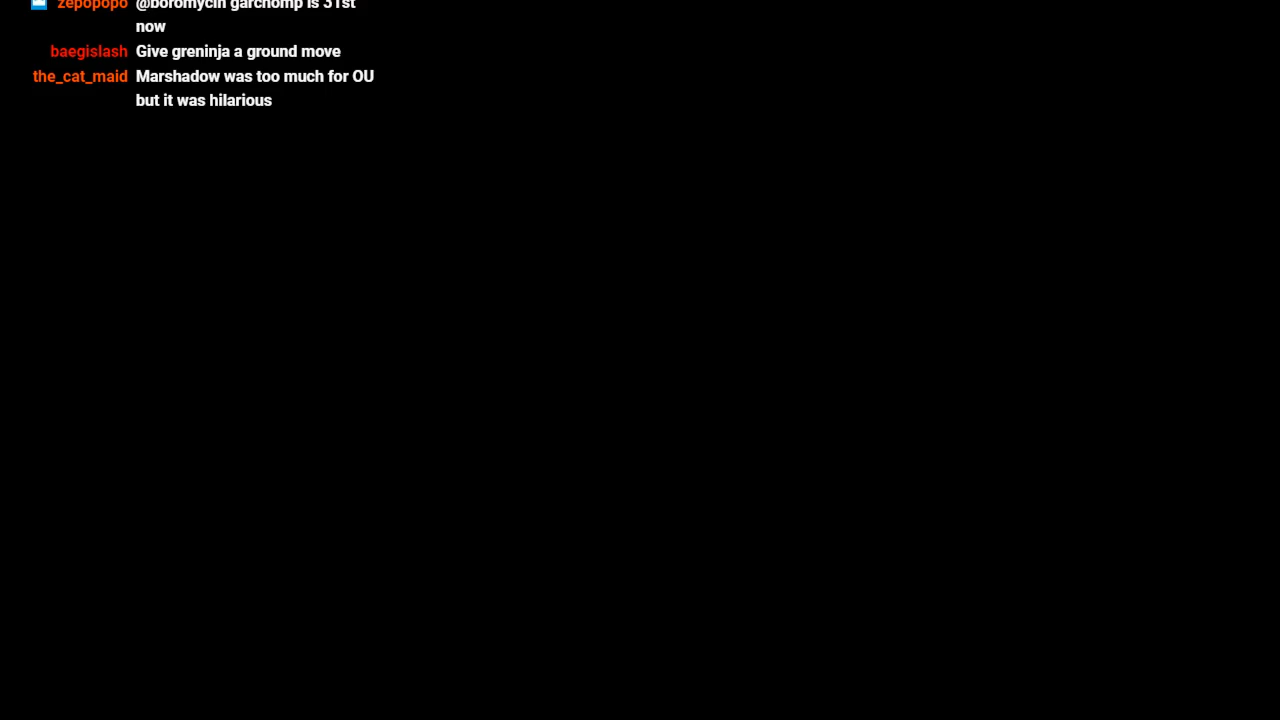 zepopopo @boromycin garchomp is 31st
now
baegislash Give greninja a ground move
the_cat_maid Marshadow was too much for OU
but it was hilarious